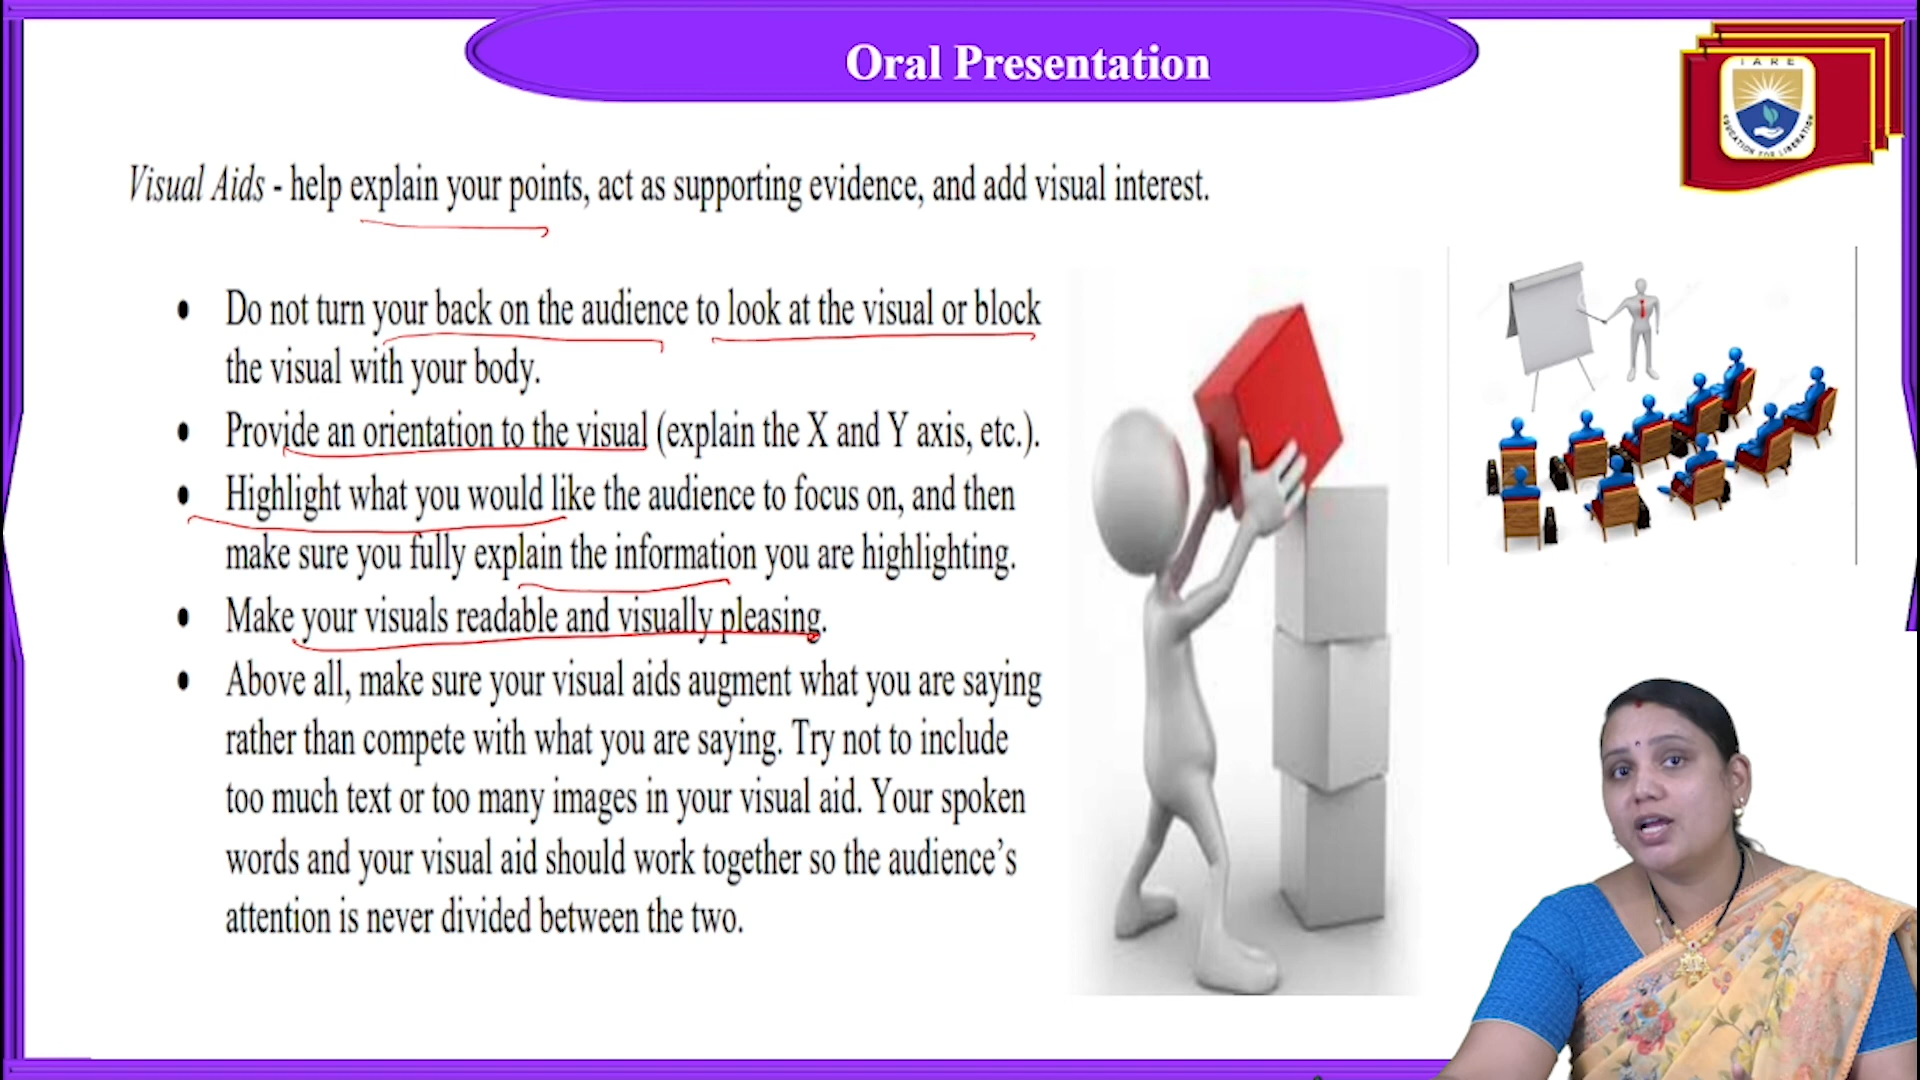 Oral Presentation
IARE
EDUCATION FOR LIBERATION
Visual Aids - help explain your points, act as supporting evidence, and add visual interest.
• Do not turn your back on the audience to look at the visual or block
the visual with your body.
• Provide an orientation to the visual (explain the X and Y axis, etc.).
• Highlight what you would like the audience to focus on, and then
make sure you fully explain the information you are highlighting.
• Make your visuals readable and visually pleasing.
• Above all, make sure your visual aids augment what you are saying
rather than compete with what you are saying. Try not to include
too much text or too many images in your visual aid. Your spoken
words and your visual aid should work together so the audience’s
attention is never divided between the two.